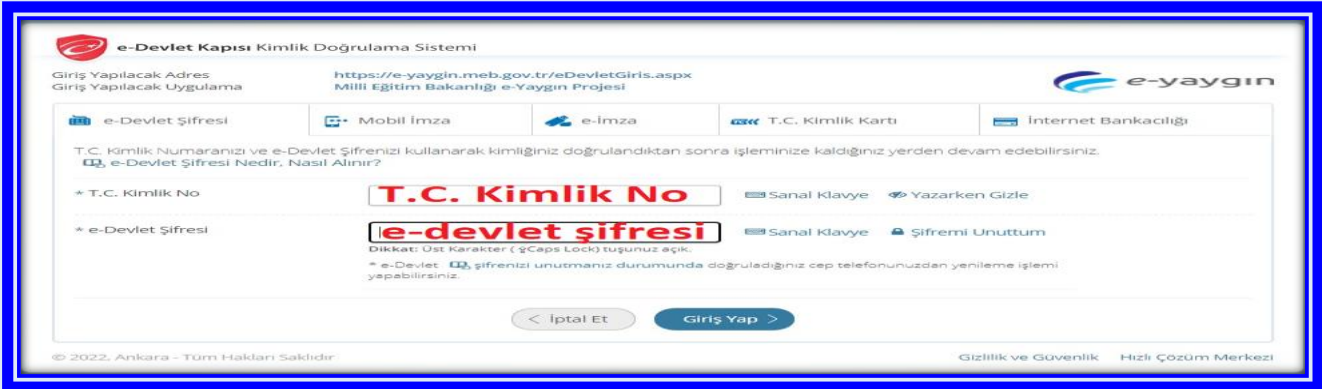 e-Devlet Kapısı Kimlik Doğrulama Sistemi
Giriş Yapılacak Adres https://e-yaygin.meb.gov.tr/eDevletGiris.aspx
Giriş Yapılacak Uygulama Milli Eğitim Bakanlığı e-Yaygın Projesi
e-yaygın
e-Devlet Şifresi Mobil İmza e-İmza T.C. Kimlik Kartı İnternet Bankacılığı
T.C. Kimlik Numaranızı ve e-Devlet Şifrenizi kullanarak kimliğiniz doğrulandıktan sonra işleminize kaldığınız yerden devam edebilirsiniz.
e-Devlet Şifresi Nedir, Nasıl Alınır?
* T.C. Kimlik No T.C. Kimlik No Sanal Klavye Yazarken Gizle
* e-Devlet Şifresi e-devlet şifresi Sanal Klavye Şifremi Unuttum
Dikkat: Üst Karakter (Caps Lock) tuşunuz açık.
* e-Devlet şifrenizi unutmanız durumunda doğruladığınız cep telefonunuzdan yenileme işlemi
yapabilirsiniz.
< İptal Et Giriş Yap >
© 2022, Ankara - Tüm Hakları Saklıdır Gizlilik ve Güvenlik Hızlı Çözüm Merkezi